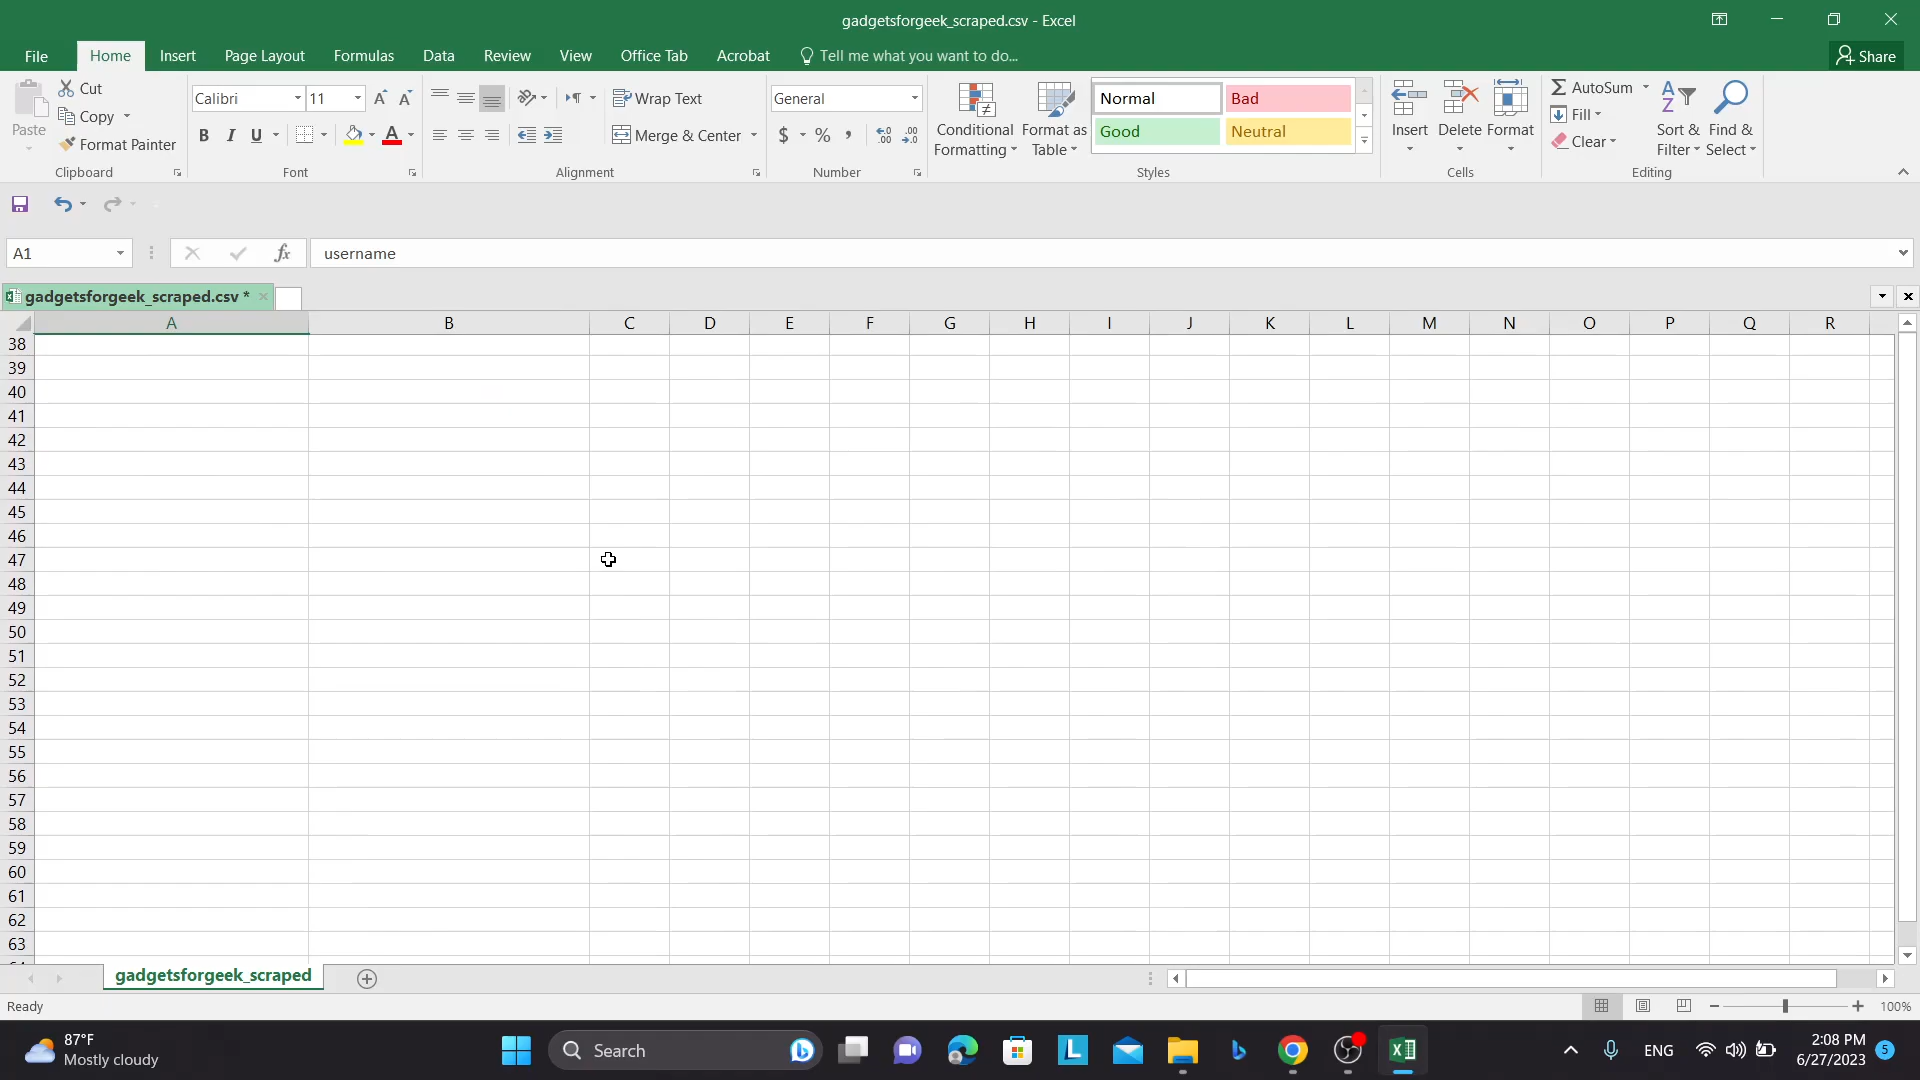 gadgetsforgeek_scraped.csv - Excel
File Home Insert Page Layout Formulas Data Review View Office Tab Acrobat Tell me what you want to do... Share
Paste Cut Copy Format Painter
Clipboard
Calibri 11
B I U A
Font
Wrap Text
Merge & Center
Alignment
General
$ %
Number
Conditional Formatting
Format as Table
Normal Bad
Good Neutral
Styles
Insert Delete Format
Cells
AutoSum
Fill
Clear
Sort & Filter
Find & Select
Editing
A1 fx username
gadgetsforgeek_scraped.csv *
A B C D E F G H I J K L M N O P Q R
38
39
40
41
42
43
44
45
46
47
48
49
50
51
52
53
54
55
56
57
58
59
60
61
62
63
gadgetsforgeek_scraped
Ready 100%
87°F
Mostly cloudy
Search
ENG
2:08 PM
6/27/2023
5